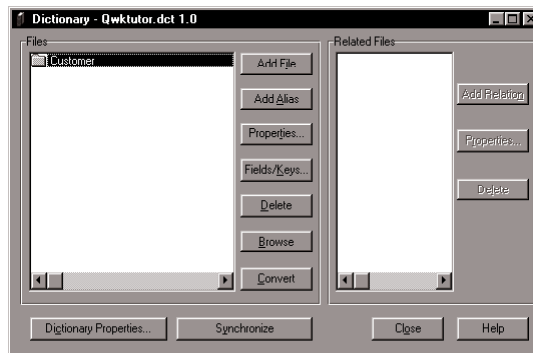 Dictionary - Qwktutor.dct 1.0
Files
Customer
Add File
Add Alias
Properties...
Fields/Keys...
Delete
Browse
Convert
Related Files
Add Relation
Properties...
Delete
Dictionary Properties...
Synchronize
Close
Help